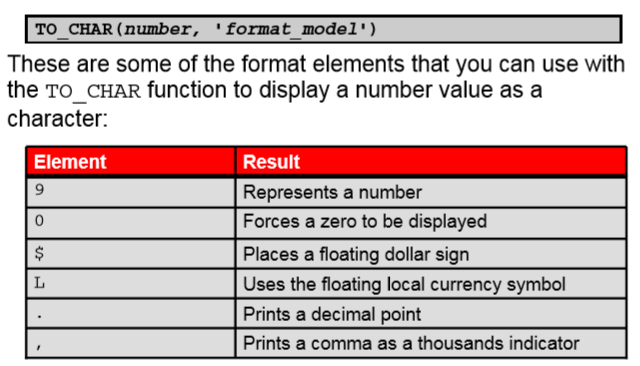 TO_CHAR(number, 'format_model')
These are some of the format elements that you can use with
the TO_CHAR function to display a number value as a
character:
Element Result
9 Represents a number
0 Forces a zero to be displayed
$ Places a floating dollar sign
L Uses the floating local currency symbol
. Prints a decimal point
, Prints a comma as a thousands indicator